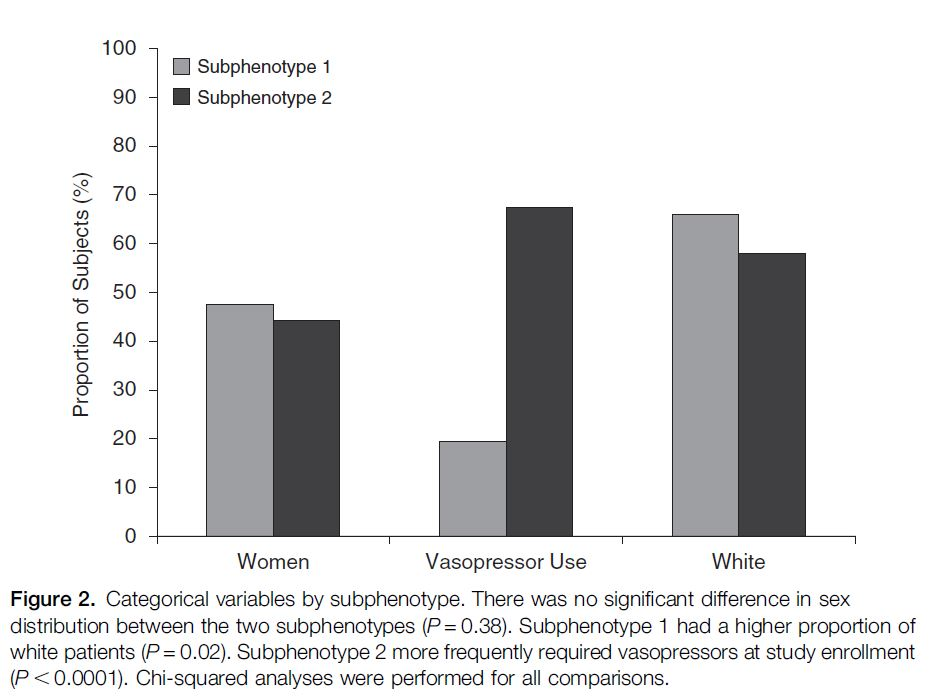 100
Subphenotype 1
90
Subphenotype 2
80
70
60
50
40
30
20
10
0
Proportion of Subjects (%)
Women
Vasopressor Use
White
Figure 2. Categorical variables by subphenotype. There was no significant difference in sex
distribution between the two subphenotypes (P = 0.38). Subphenotype 1 had a higher proportion of
white patients (P = 0.02). Subphenotype 2 more frequently required vasopressors at study enrollment
(P < 0.0001). Chi-squared analyses were performed for all comparisons.